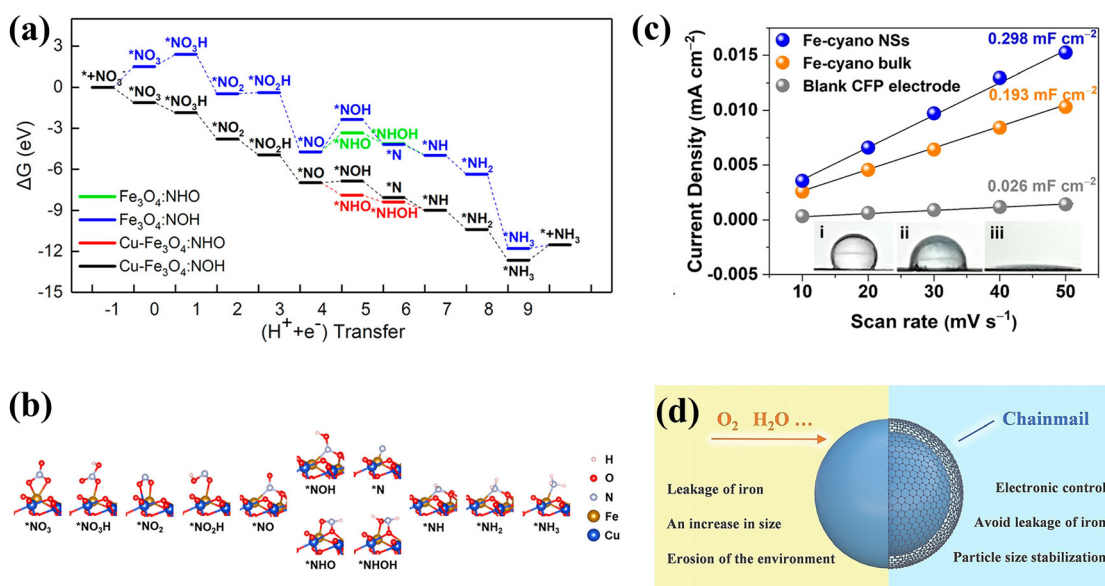 (a)
3
0
-3
-6
-9
-12
-15
ΔG (eV)
*+NO₃
*NO₃
*NO₃H
*NO₂
*NO₂H
*NO
*NOH
*NHO
*NHOH
*N
*NH
*NH₂
*NH₃
*+NH₃
*NO₃
*NO₃H
*NO₂
*NO₂H
*NO
*NOH
*NHO
*N
*NHOH
*NH
*NH₂
*NH₃
Fe₃O₄:NHO
Fe₃O₄:NOH
Cu-Fe₃O₄:NHO
Cu-Fe₃O₄:NOH
-1 0 1 2 3 4 5 6 7 8 9
(H⁺+e⁻) Transfer
(c)
Current Density (mA cm⁻²)
0.015
0.010
0.005
0.000
-0.005
Fe-cyano NSs
Fe-cyano bulk
Blank CFP electrode
0.298 mF cm⁻²
0.193 mF cm⁻²
0.026 mF cm⁻²
i ii iii
10 20 30 40 50
Scan rate (mV s⁻¹)
(b)
*NO₃ *NO₃H *NO₂ *NO₂H *NO
*NOH *N
*NHO *NHOH
*NH *NH₂ *NH₃
H
O
N
Fe
Cu
(d)
O₂ H₂O ...
Leakage of iron
An increase in size
Erosion of the environment
Chainmail
Electronic control
Avoid leakage of iron
Particle size stabilization